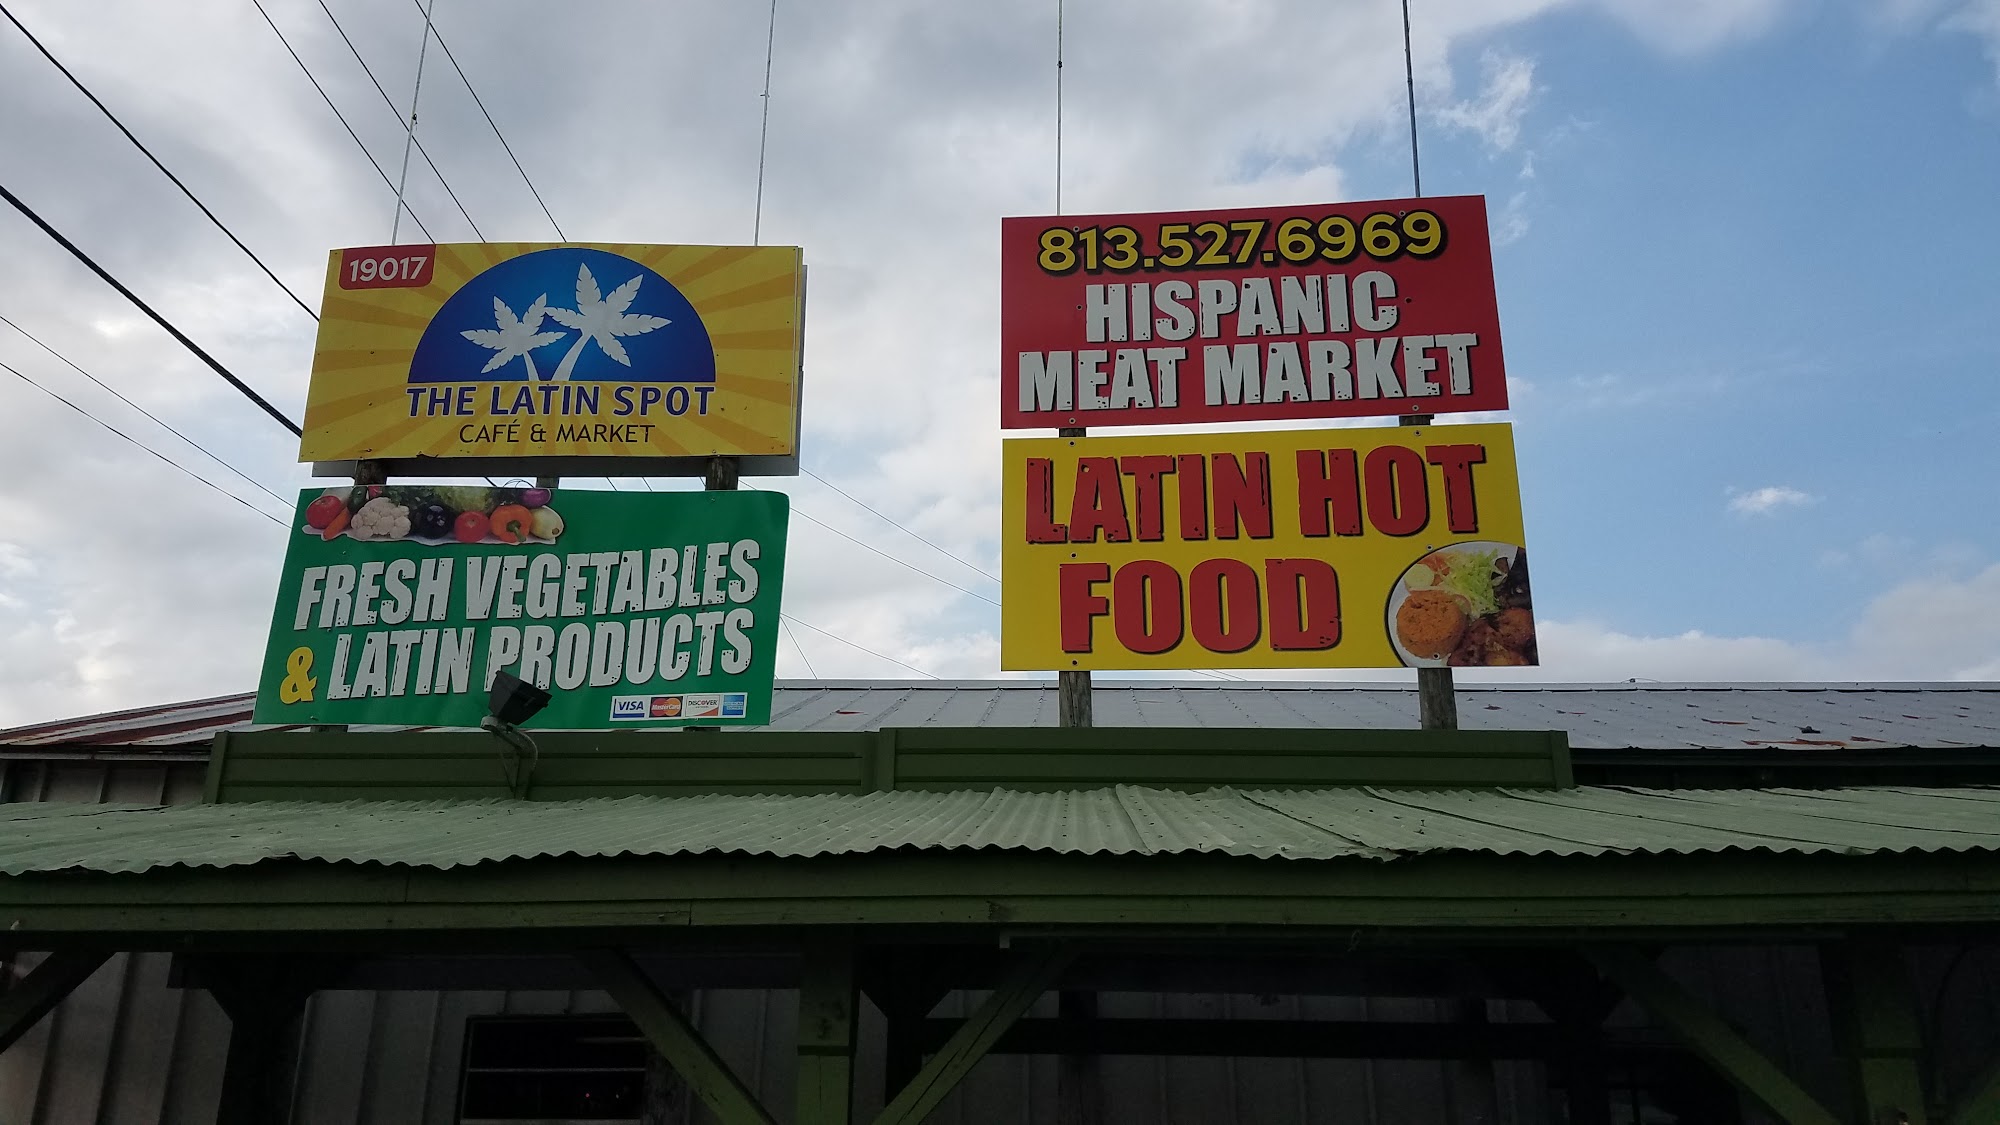 19017
THE LATIN SPOT
CAFÉ & MARKET
FRESH VEGETABLES
& LATIN PRODUCTS
VISA MasterCard DISCOVER
813.527.6969
HISPANIC
MEAT MARKET
LATIN HOT
FOOD